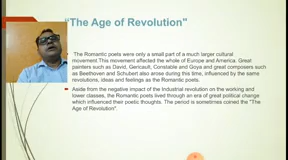 "The Age of Revolution"
The Romantic poets were only a small part of a much larger cultural
movement.This movement affected the whole of Europe and America. Great
painters such as David, Gericault, Constable and Goya and great composers such
as Beethoven and Schubert also arose during this time, influenced by the same
revolutions, ideas and feelings as the Romantic poets.
Aside from the negative impact of the Industrial revolution on the working and
lower classes, the Romantic poets lived through an era of great political change
which influenced their poetic thoughts. The period is sometimes coined the "The
Age of Revolution".